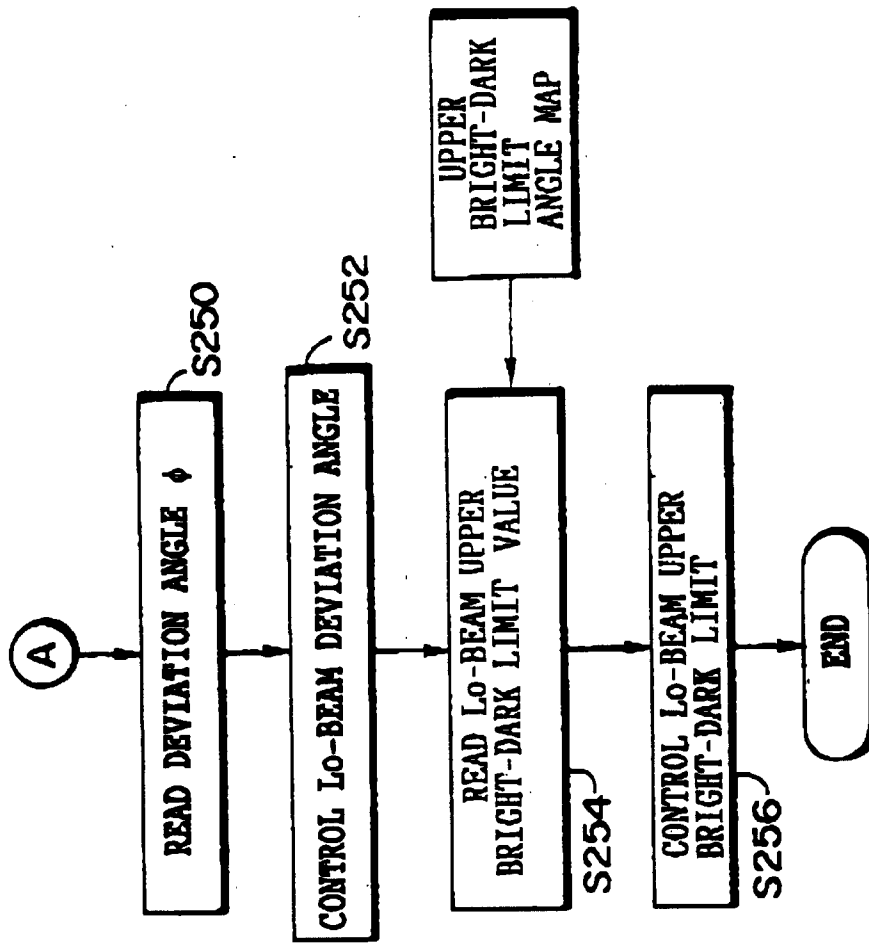 A
READ DEVIATION ANGLE ϕ
S250
CONTROL Lo-BEAM DEVIATION ANGLE
S252
READ Lo-BEAM UPPER
BRIGHT-DARK LIMIT VALUE
S254
UPPER
BRIGHT-DARK
LIMIT
ANGLE MAP
CONTROL Lo-BEAM UPPER
BRIGHT-DARK LIMIT
S256
END